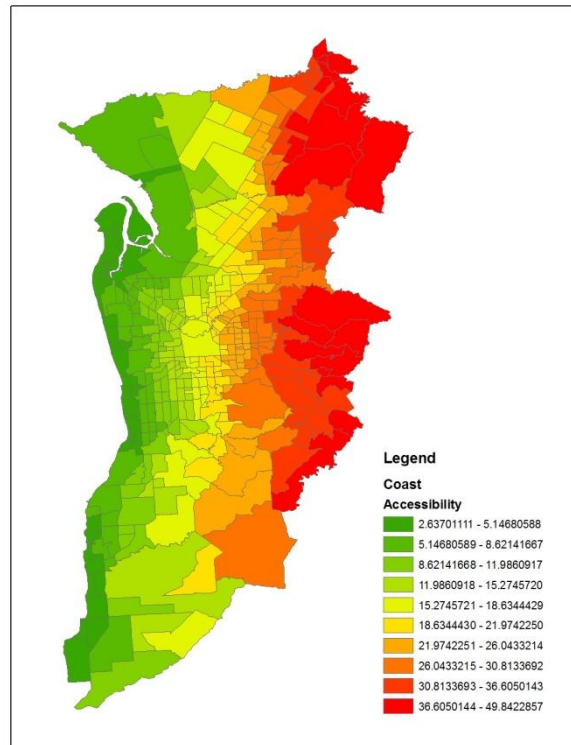 Legend
Coast
Accessibility
2.63701111 - 5.14680588
5.14680589 - 8.62141667
8.62141668 - 11.9860917
11.9860918 - 15.2745720
15.2745721 - 18.6344429
18.6344430 - 21.9742250
21.9742251 - 26.0433214
26.0433215 - 30.8133692
30.8133693 - 36.6050143
36.6050144 - 49.8422857